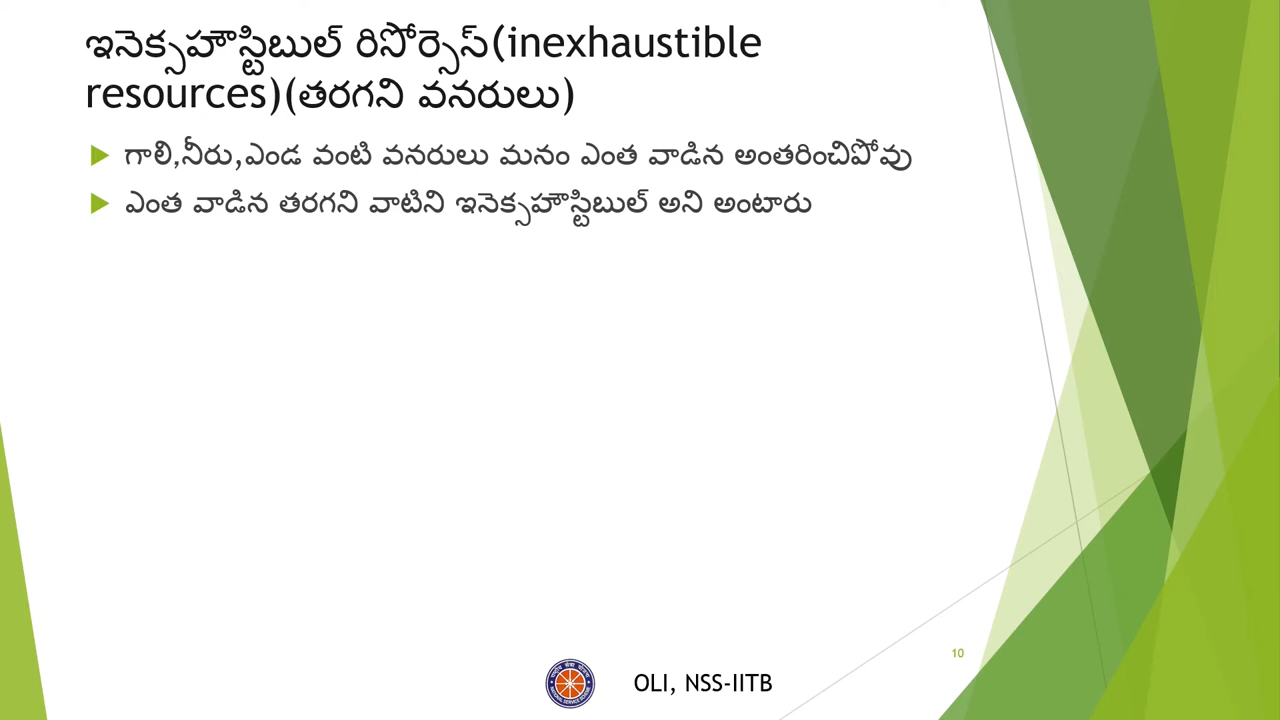 ఇనెక్సహౌస్టిబుల్ రిసోర్సెస్(inexhaustible
resources)(తరగని వనరులు)
గాలి,నీరు,ఎండ వంటి వనరులు మనం ఎంత వాడిన అంతరించిపోవు
ఎంత వాడిన తరగని వాటిని ఇనెక్సహౌస్టిబుల్ అని అంటారు
10
OLI, NSS-IITB